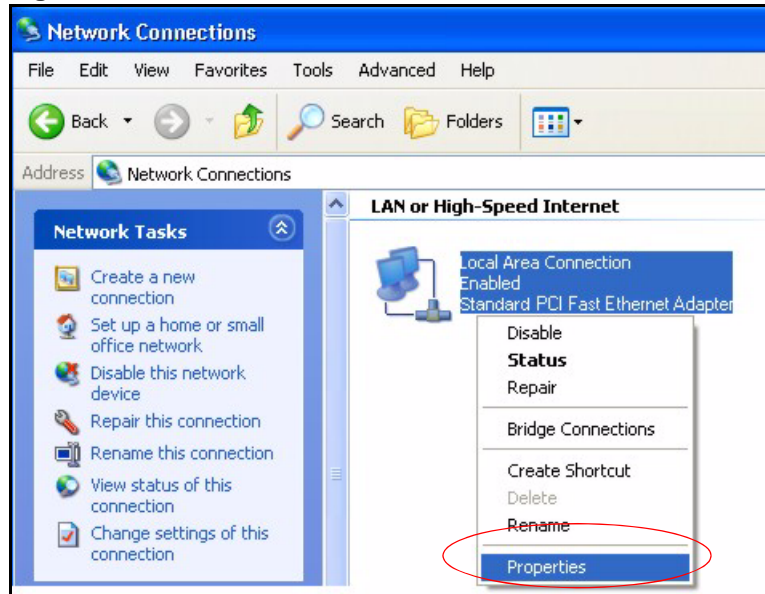 Network Connections
File Edit View Favorites Tools Advanced Help
Back Search Folders
Address Network Connections
Network Tasks
Create a new
connection
Set up a home or small
office network
Disable this network
device
Repair this connection
Rename this connection
View status of this
connection
Change settings of this
connection
LAN or High-Speed Internet
Local Area Connection
Enabled
Standard PCI Fast Ethernet Adapter
Disable
Status
Repair
Bridge Connections
Create Shortcut
Delete
Rename
Properties